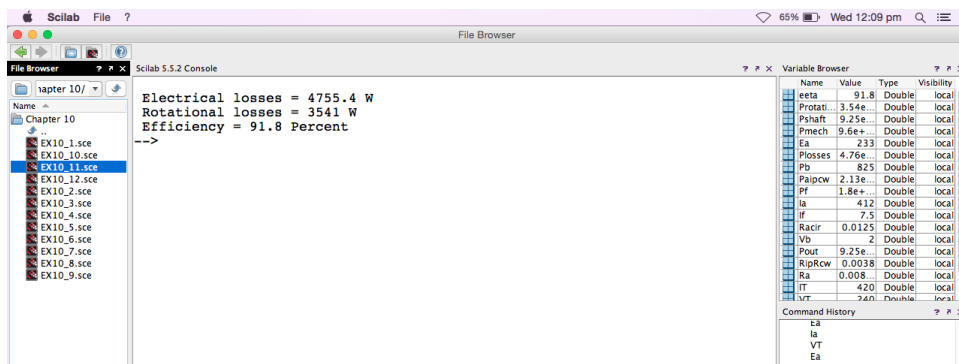 Scilab File ? 65% Wed 12:09 pm
File Browser
File Browser ? ↗ X
apter 10/
Name
Chapter 10
..
EX10_1.sce
EX10_10.sce
EX10_11.sce
EX10_12.sce
EX10_2.sce
EX10_3.sce
EX10_4.sce
EX10_5.sce
EX10_6.sce
EX10_7.sce
EX10_8.sce
EX10_9.sce
Scilab 5.5.2 Console ? ↗ X
Electrical losses = 4755.4 W
Rotational losses = 3541 W
Efficiency = 91.8 Percent
-->
Variable Browser ? ↗
Name Value Type Visibility
eeta 91.8 Double local
Protati... 3.54e... Double local
Pshaft 9.25e... Double local
Pmech 9.6e+... Double local
Ea 233 Double local
Plosses 4.76e... Double local
Pb 825 Double local
Paipcw 2.13e... Double local
Pf 1.8e+... Double local
Ia 412 Double local
If 7.5 Double local
Racir 0.0125 Double local
Vb 2 Double local
Pout 9.25e... Double local
RipRcw 0.0038 Double local
Ra 0.008... Double local
IT 420 Double local
VT 240 Double local
Command History ? ↗
Ea
Ia
VT
Ea